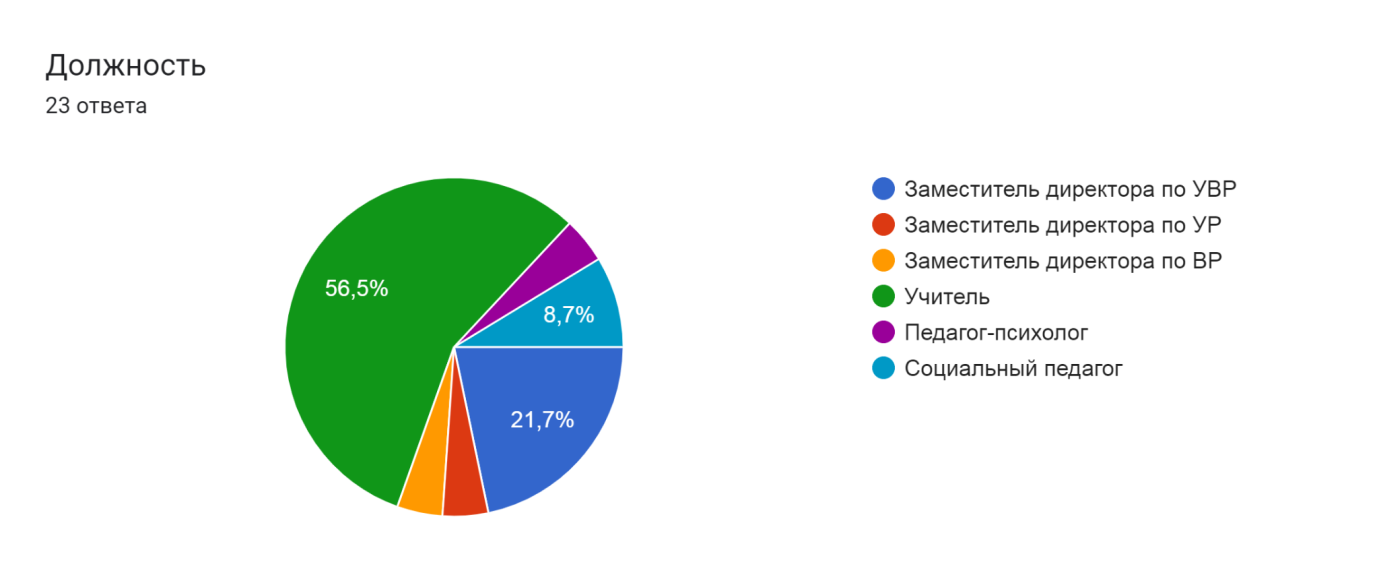 Должность
23 ответа
56,5%
8,7%
21,7%
Заместитель директора по УВР
Заместитель директора по УР
Заместитель директора по ВР
Учитель
Педагог-психолог
Социальный педагог